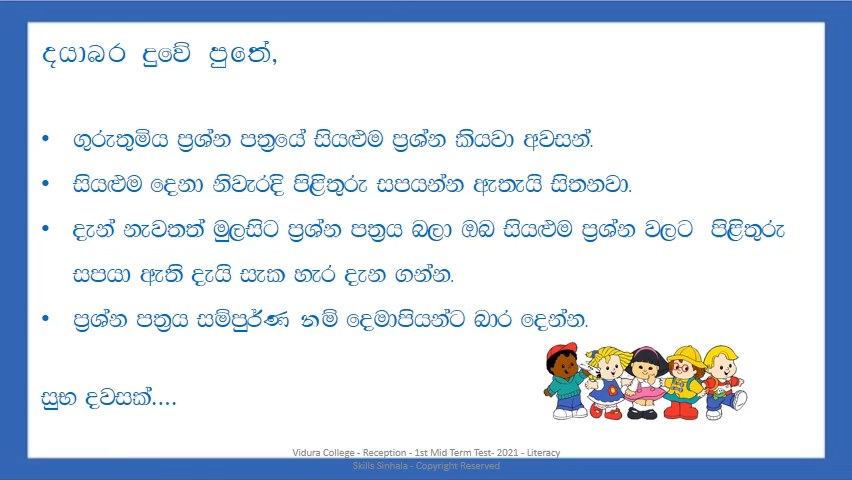 දයාබර දුවේ පුතේ,
• ගුරුතුමිය ප්‍රශ්න පත්‍රයේ සියළුම ප්‍රශ්න කියවා අවසන්.
• සියළුම දෙනා නිවැරදි පිළිතුරු සපයන්න ඇතැයි සිතනවා.
• දැන් නැවතත් මුලසිට ප්‍රශ්න පත්‍රය බලා ඔබ සියළුම ප්‍රශ්න වලට පිළිතුරු
සපයා ඇති දැයි සැක හැර දැන ගන්න.
• ප්‍රශ්න පත්‍රය සම්පුර්ණ නම් දෙමාපියන්ට බාර දෙන්න.
සුභ දවසක්....
Vidura College - Reception - 1st Mid Term Test- 2021 - Literacy
Skills Sinhala - Copyright Reserved